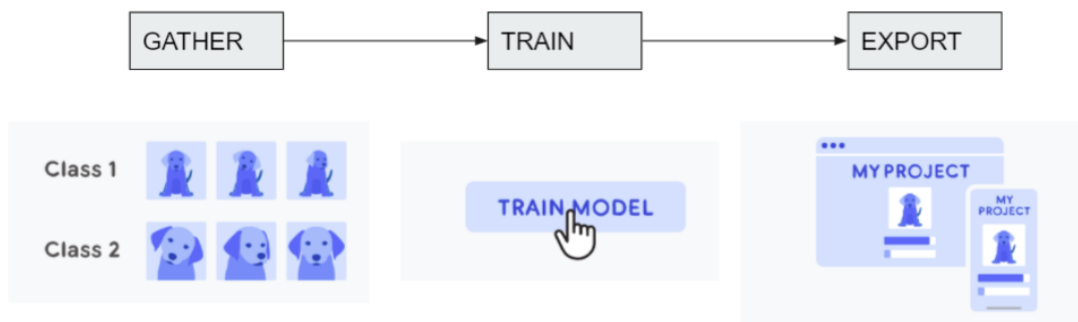 GATHER
TRAIN
EXPORT
Class 1
Class 2
TRAIN MODEL
MY PROJECT
MY
PROJECT